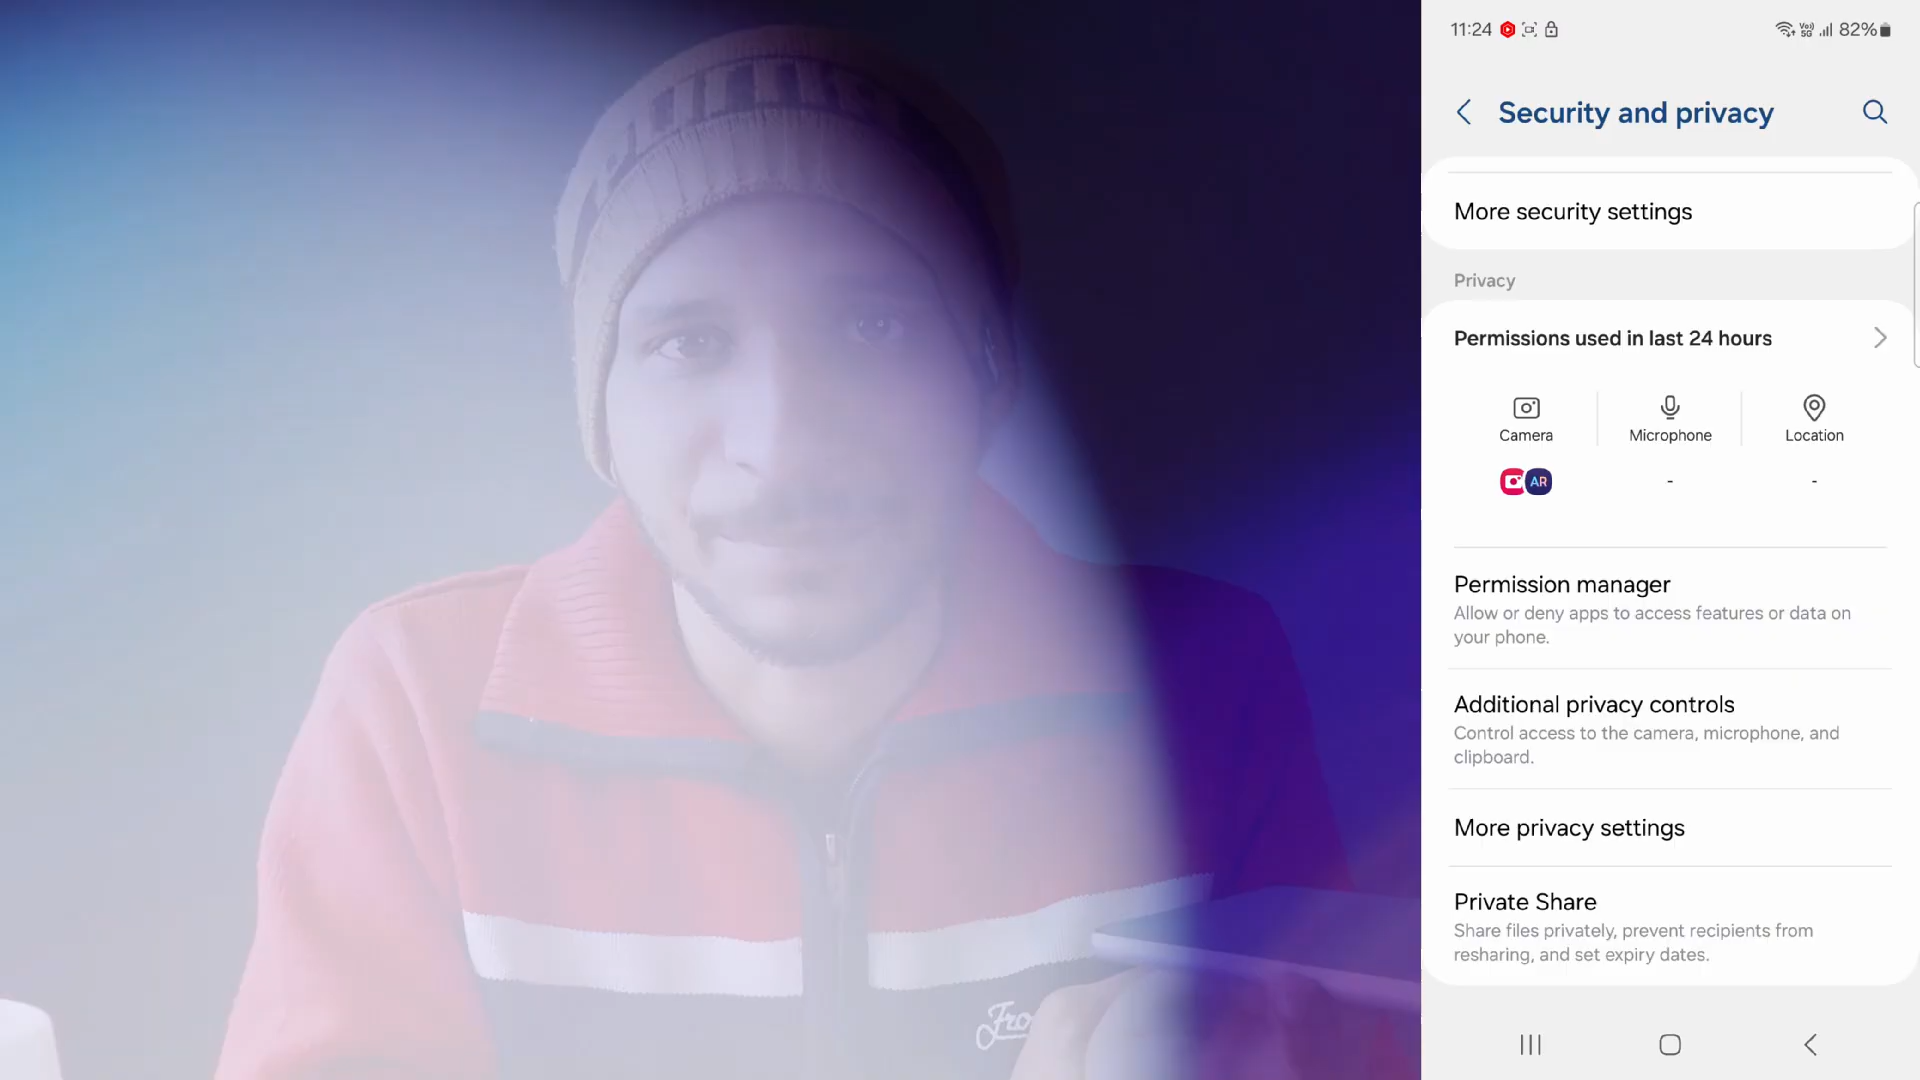 11:24
Vo))
5G
82%
Security and privacy
More security settings
Privacy
Permissions used in last 24 hours
Camera
Microphone
Location
AR
-
-
Permission manager
Allow or deny apps to access features or data on
your phone.
Additional privacy controls
Control access to the camera, microphone, and
clipboard.
More privacy settings
Private Share
Share files privately, prevent recipients from
resharing, and set expiry dates.
Fro